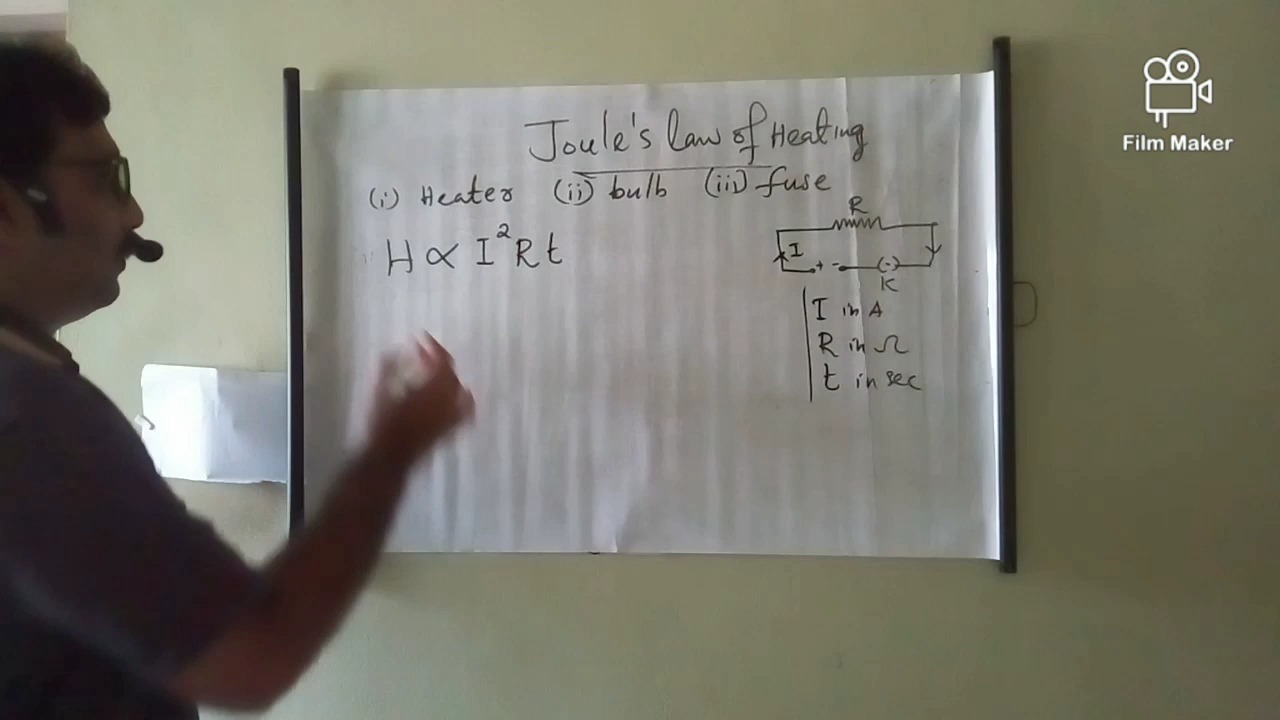 Joule's law of Heating
(i) Heater (ii) bulb (iii) fuse
H ∝ I²Rt
R
I
+ -
(·)
K
I in A
R in Ω
t in sec
Film Maker